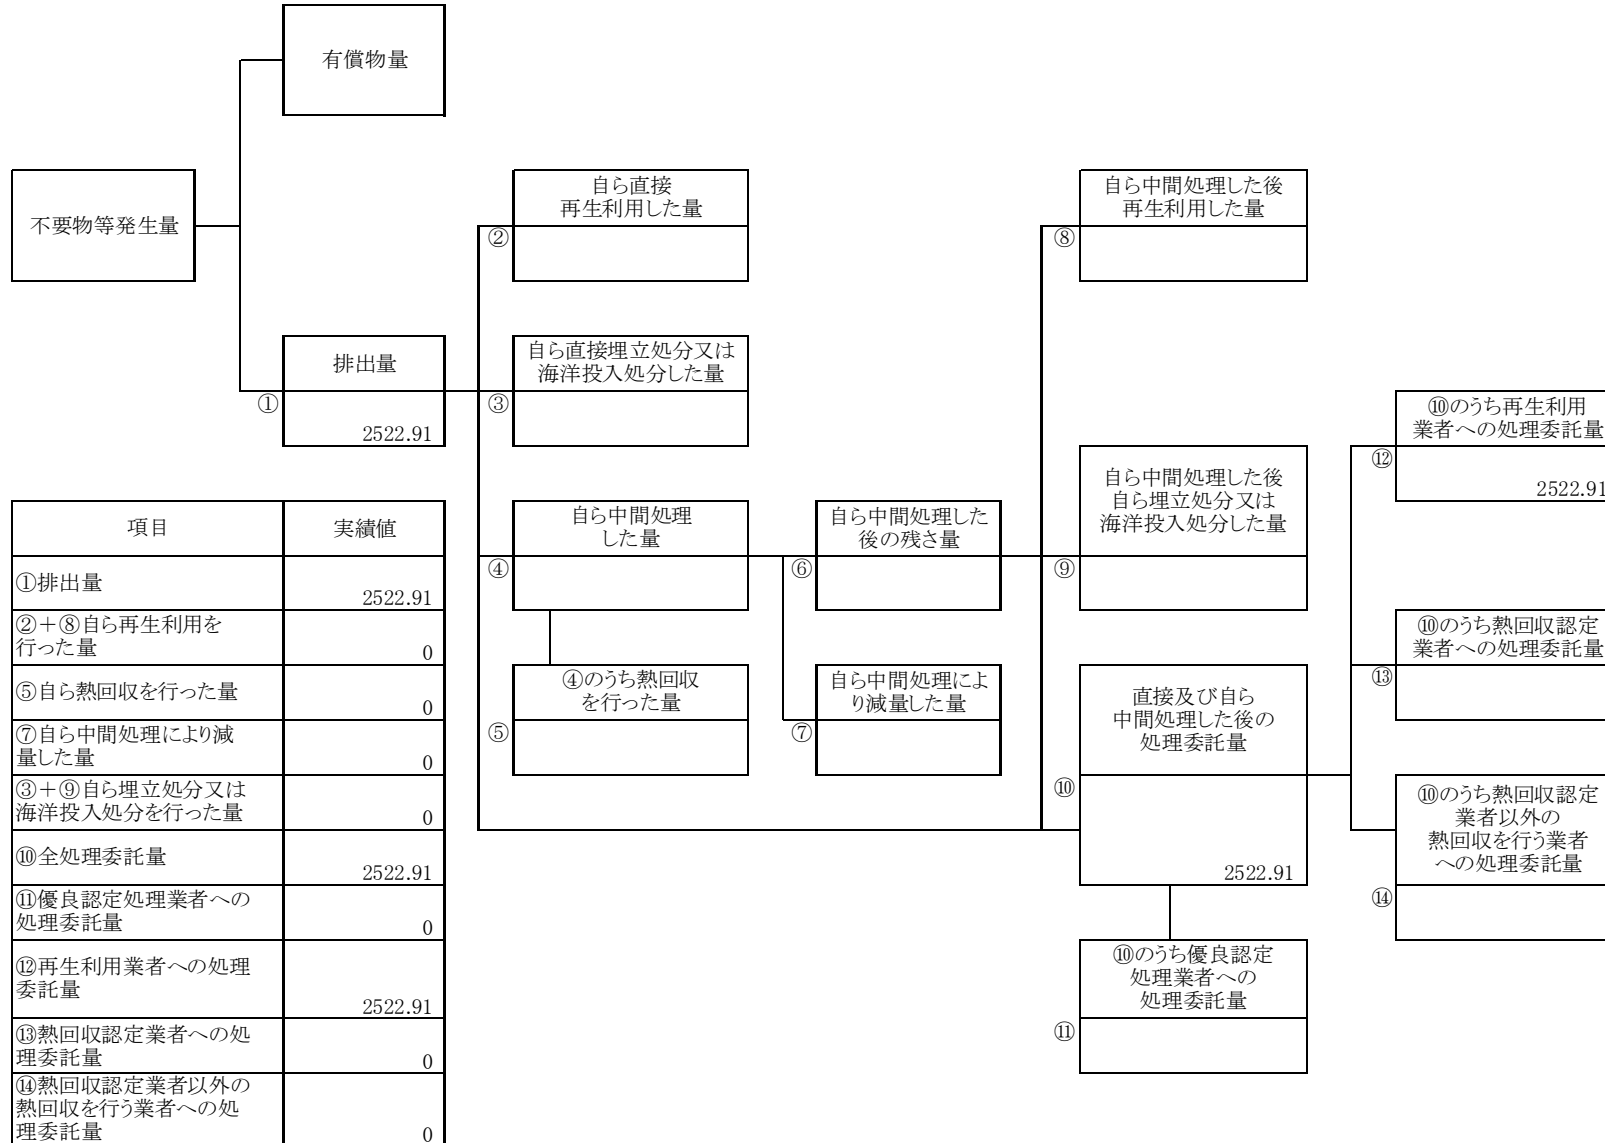 有償物量
不要物等発生量
自ら直接
再生利用した量
②
自ら中間処理した後
再生利用した量
⑧
排出量
①
2522.91
自ら直接埋立処分又は
海洋投入処分した量
③
⑩のうち再生利用
業者への処理委託量
⑫
2522.91
自ら中間処理した後
自ら埋立処分又は
海洋投入処分した量
⑨
自ら中間処理
した量
④
自ら中間処理した
後の残さ量
⑥
⑩のうち熱回収認定
業者への処理委託量
⑬
④のうち熱回収
を行った量
⑤
自ら中間処理によ
り減量した量
⑦
直接及び自ら
中間処理した後の
処理委託量
⑩
2522.91
⑩のうち熱回収認定
業者以外の
熱回収を行う業者
への処理委託量
⑭
⑩のうち優良認定
処理業者への
処理委託量
⑪
項目
実績値
①排出量
2522.91
②＋⑧自ら再生利用を
行った量
0
⑤自ら熱回収を行った量
0
⑦自ら中間処理により減
量した量
0
③＋⑨自ら埋立処分又は
海洋投入処分を行った量
0
⑩全処理委託量
2522.91
⑪優良認定処理業者への
処理委託量
0
⑫再生利用業者への処理
委託量
2522.91
⑬熱回収認定業者への処
理委託量
0
⑭熱回収認定業者以外の
熱回収を行う業者への処
理委託量
0